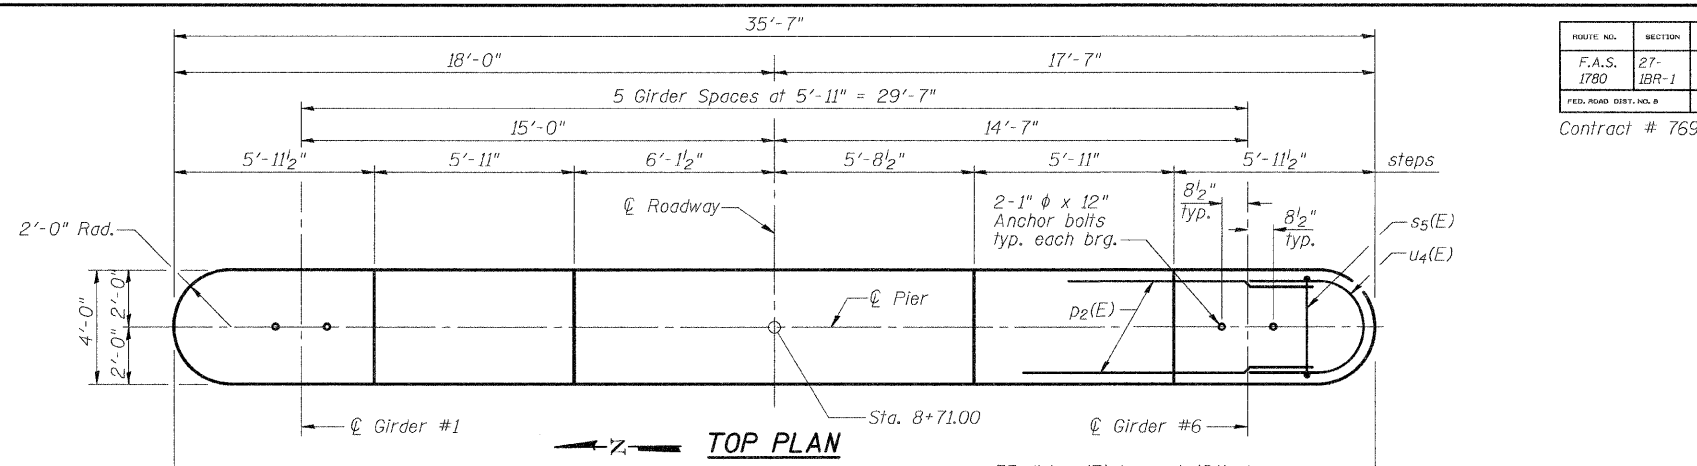 35'-7"
18'-0"
17'-7"
5 Girder Spaces at 5'-11" = 29'-7"
15'-0"
14'-7"
5'-11½"
5'-11"
6'-1½"
5'-8½"
5'-11"
5'-11½"
steps
℄ Roadway
2-1" φ x 12"
Anchor bolts
typ. each brg.
8½"
typ.
8½"
typ.
s5(E)
u4(E)
2'-0" Rad.
4'-0"
2'-0"
2'-0"
℄ Pier
p2(E)
℄ Girder #1
Sta. 8+71.00
℄ Girder #6
N
TOP PLAN
ROUTE NO.
SECTION
F.A.S.
1780
27-
1BR-1
FED. ROAD DIST. NO. 8
Contract # 769